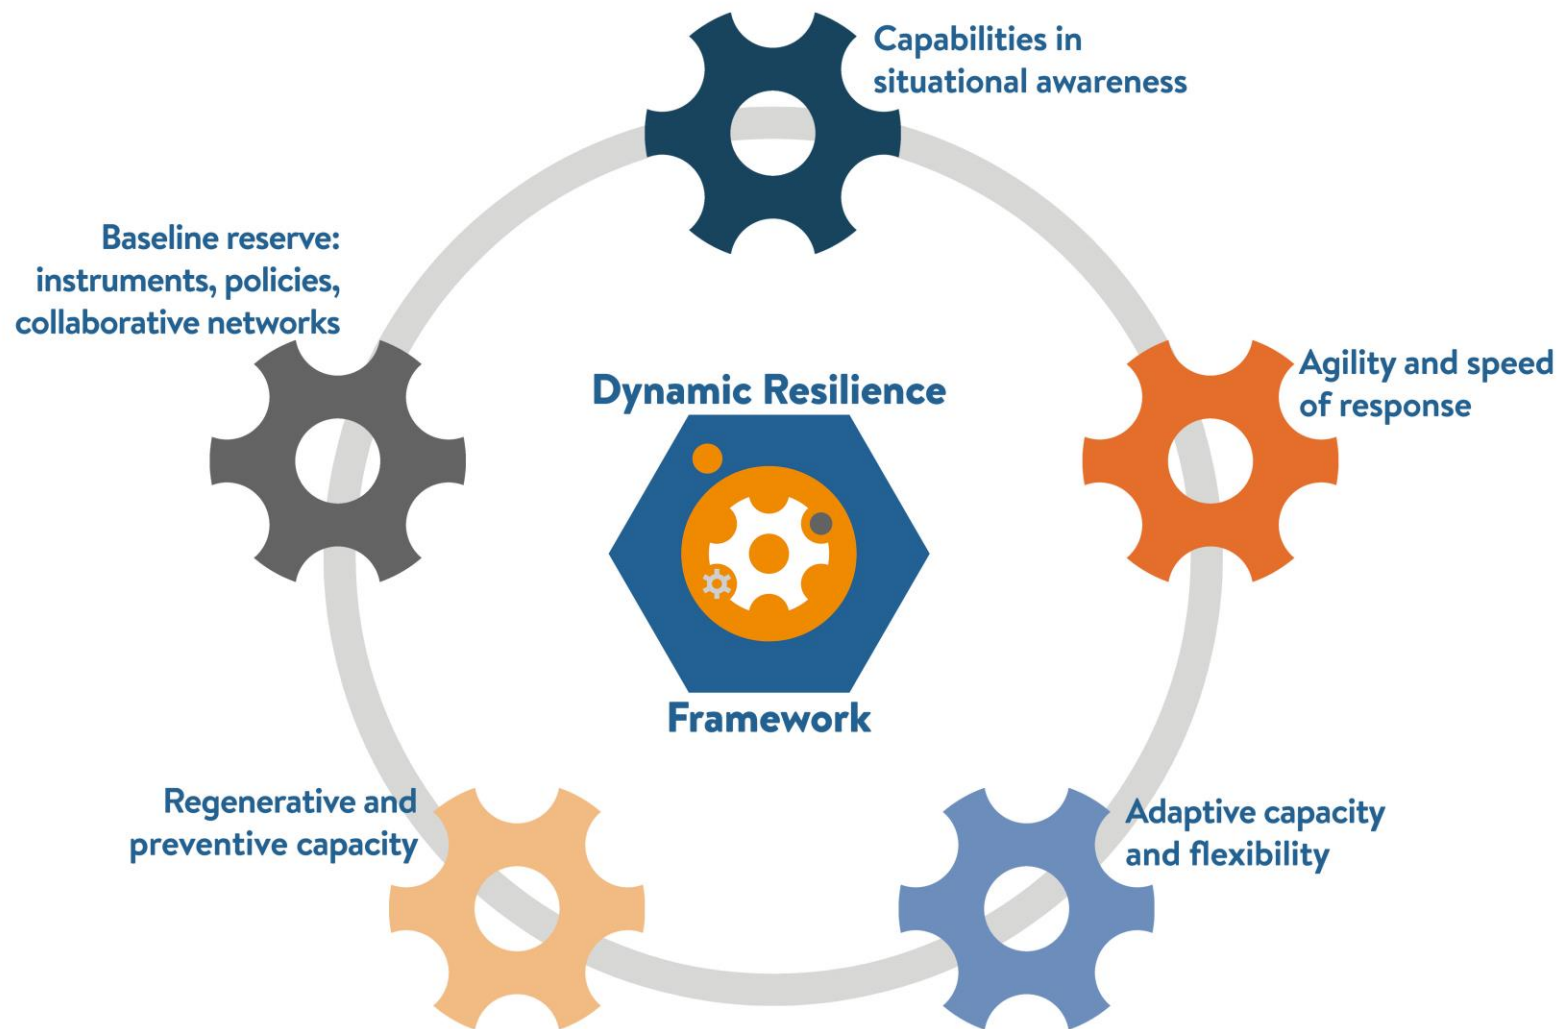 Capabilities in
situational awareness
Baseline reserve:
instruments, policies,
collaborative networks
Agility and speed
of response
Dynamic Resilience
Framework
Regenerative and
preventive capacity
Adaptive capacity
and flexibility